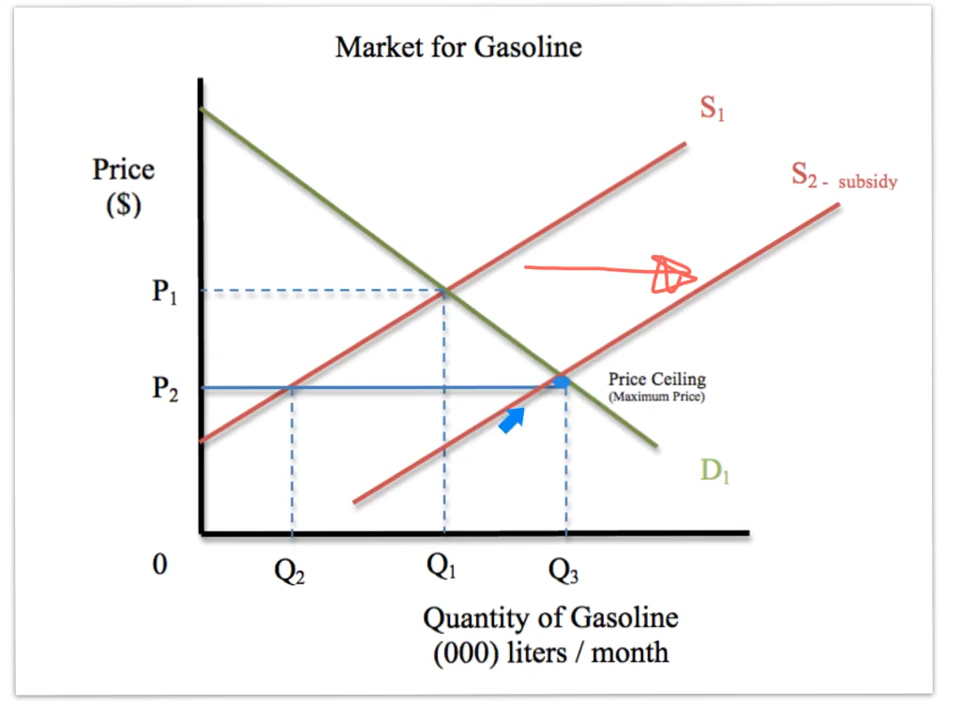 Market for Gasoline
S₁
Price
($)
S₂ - subsidy
P₁
P₂
Price Ceiling
(Maximum Price)
D₁
0
Q₂
Q₁
Q₃
Quantity of Gasoline
(000) liters / month